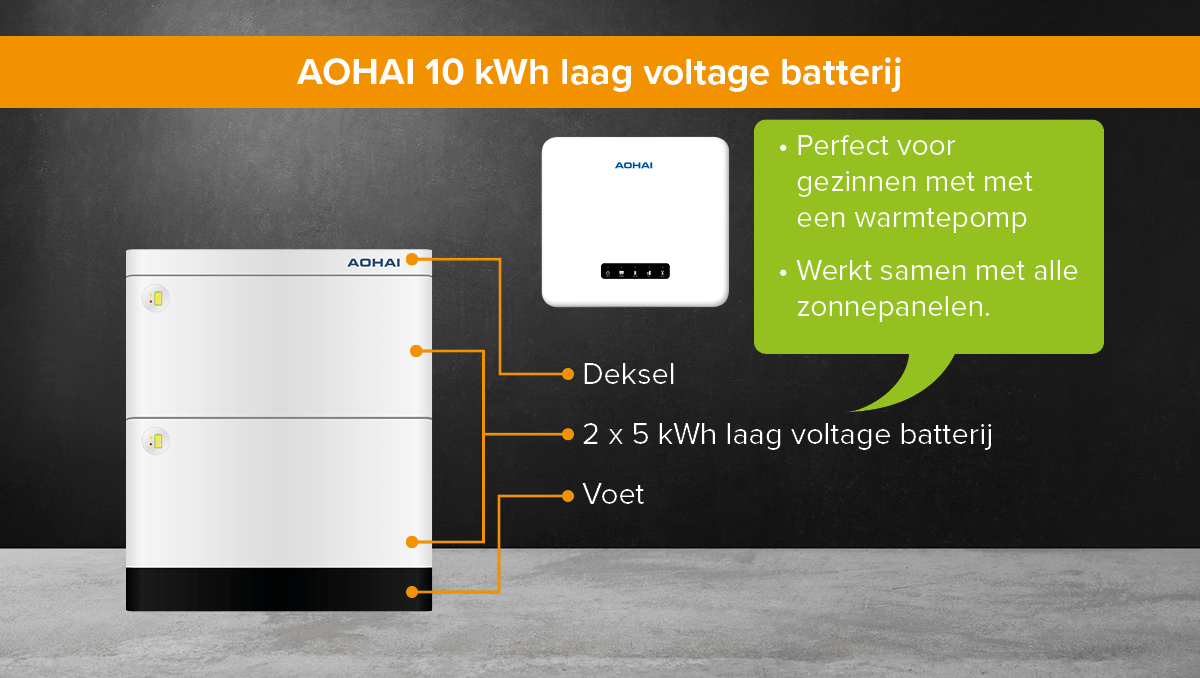 AOHAI 10 kWh laag voltage batterij
AOHAI
• Perfect voor
gezinnen met met
een warmtepomp
• Werkt samen met alle
zonnepanelen.
AOHAI
Deksel
2 x 5 kWh laag voltage batterij
Voet